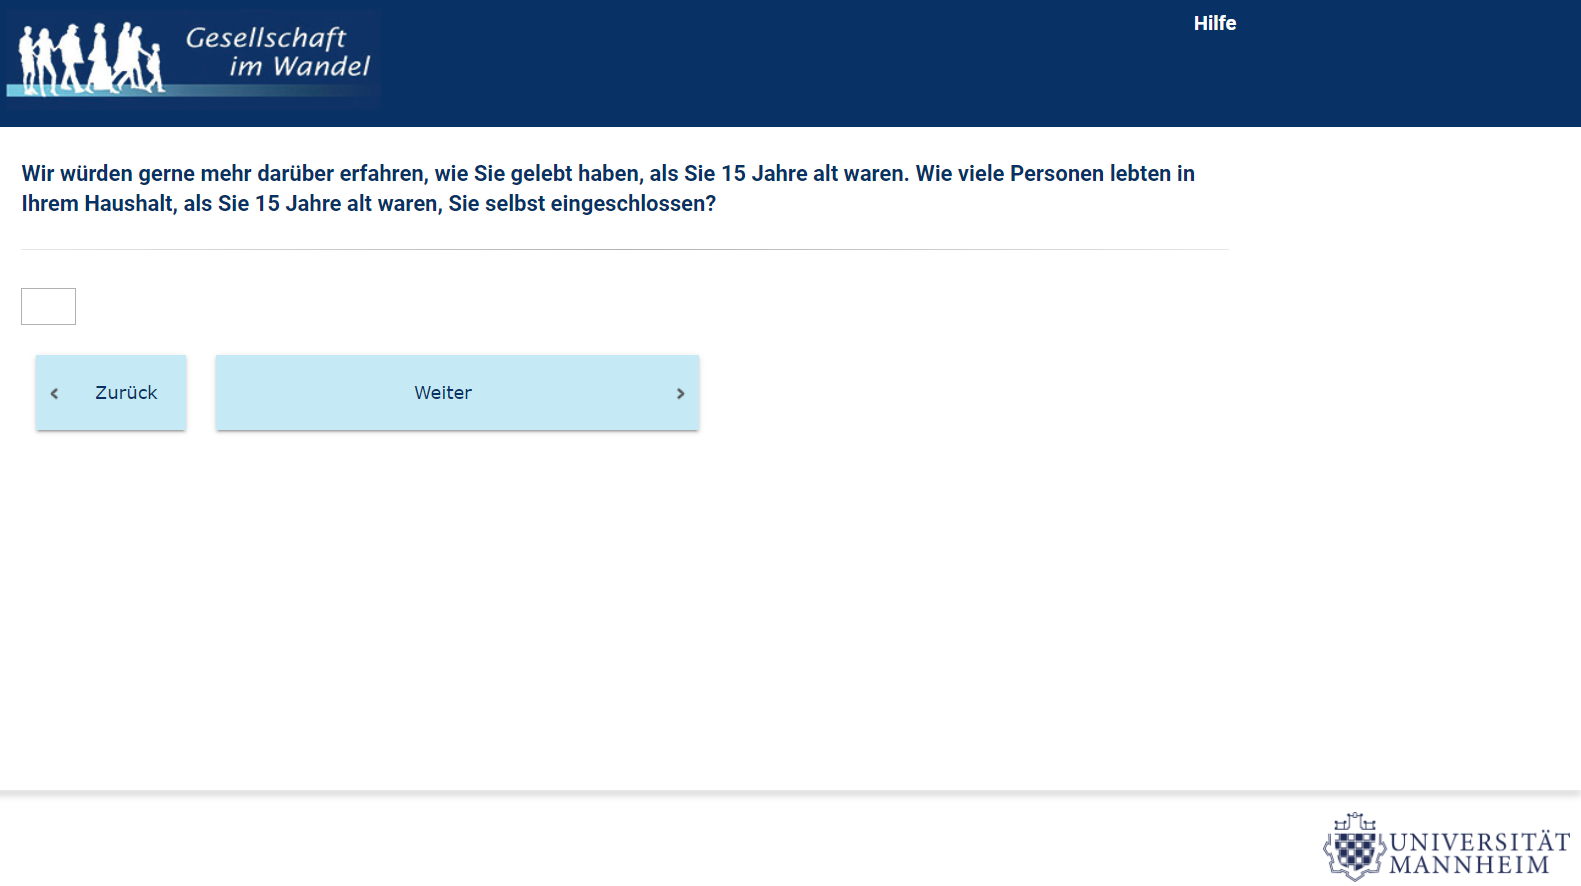 Gesellschaft
im Wandel
Hilfe
Wir würden gerne mehr darüber erfahren, wie Sie gelebt haben, als Sie 15 Jahre alt waren. Wie viele Personen lebten in
Ihrem Haushalt, als Sie 15 Jahre alt waren, Sie selbst eingeschlossen?
Zurück
Weiter
UNIVERSITÄT
MANNHEIM